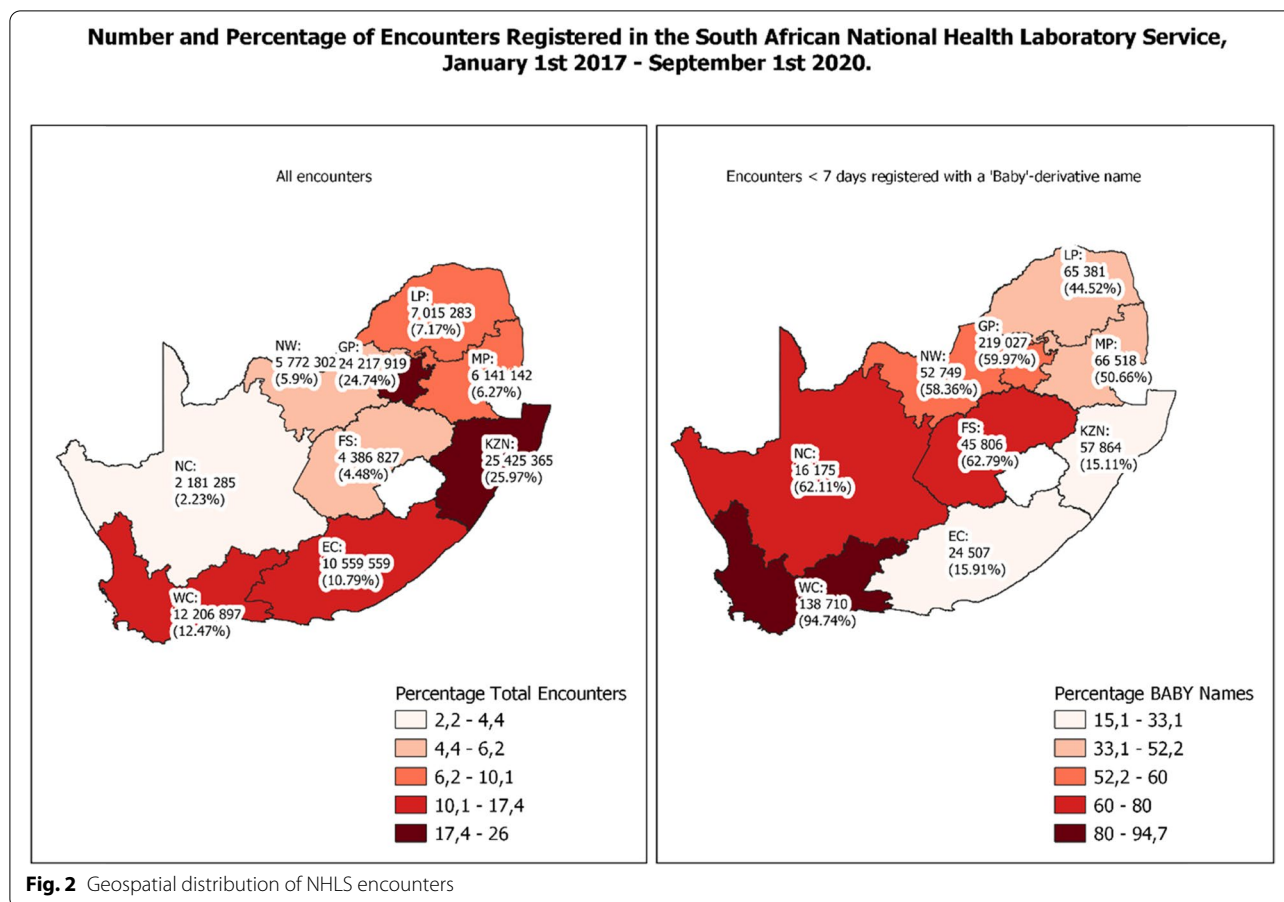 Number and Percentage of Encounters Registered in the South African National Health Laboratory Service,
January 1st 2017 - September 1st 2020.
All encounters
LP:
7 015 283
(7.17%)
NW:
5 772 302
(5.9%)
GP:
24 217 919
(24.74%)
MP:
6 141 142
(6.27%)
FS:
4 386 827
(4.48%)
KZN:
25 425 365
(25.97%)
NC:
2 181 285
(2.23%)
EC:
10 559 559
(10.79%)
WC:
12 206 897
(12.47%)
Percentage Total Encounters
2,2 - 4,4
4,4 - 6,2
6,2 - 10,1
10,1 - 17,4
17,4 - 26
Encounters < 7 days registered with a 'Baby'-derivative name
LP:
65 381
(44.52%)
GP:
219 027
(59.97%)
MP:
66 518
(50.66%)
NW:
52 749
(58.36%)
FS:
45 806
(62.79%)
KZN:
57 864
(15.11%)
NC:
16 175
(62.11%)
EC:
24 507
(15.91%)
WC:
138 710
(94.74%)
Percentage BABY Names
15,1 - 33,1
33,1 - 52,2
52,2 - 60
60 - 80
80 - 94,7
Fig. 2 Geospatial distribution of NHLS encounters